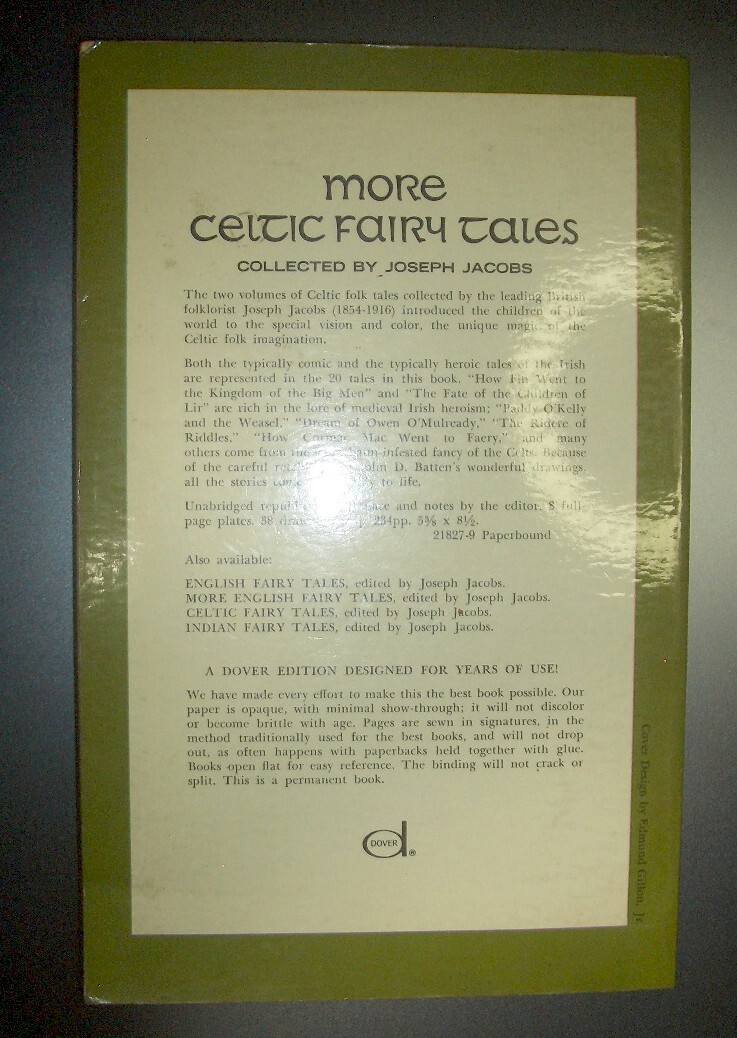 more
celtic fairy tales
COLLECTED BY JOSEPH JACOBS
The two volumes of Celtic folk tales collected by the leading British
folklorist Joseph Jacobs (1854-1916) introduced the children of the
world to the special vision and color, the unique magic of the
Celtic folk imagination.
Both the typically comic and the typically heroic tales of the Irish
are represented in the 20 tales in this book. "How Fin Went to
the Kingdom of the Big Men" and "The Fate of the Children of
Lir" are rich in the lore of medieval Irish heroism; "Paddy O'Kelly
and the Weasel," "Dream of Owen O'Mulready," "The Ridere of
Riddles," "How Cormac Mac Went to Faery," and many
others come from the infested fancy of the Celts. Because
of the careful John D. Batten's wonderful drawings,
all the stories to life.
Unabridged and notes by the editor. 8 full-
page plates. 38 234pp. 5⅜ x 8½.
21827-9 Paperbound
Also available:
ENGLISH FAIRY TALES, edited by Joseph Jacobs.
MORE ENGLISH FAIRY TALES, edited by Joseph Jacobs.
CELTIC FAIRY TALES, edited by Joseph Jacobs.
INDIAN FAIRY TALES, edited by Joseph Jacobs.
A DOVER EDITION DESIGNED FOR YEARS OF USE!
We have made every effort to make this the best book possible. Our
paper is opaque, with minimal show-through; it will not discolor
or become brittle with age. Pages are sewn in signatures, in the
method traditionally used for the best books, and will not drop
out, as often happens with paperbacks held together with glue.
Books open flat for easy reference. The binding will not crack or
split. This is a permanent book.
DOVER ®
Cover Design by Edmund Gillon, Jr.